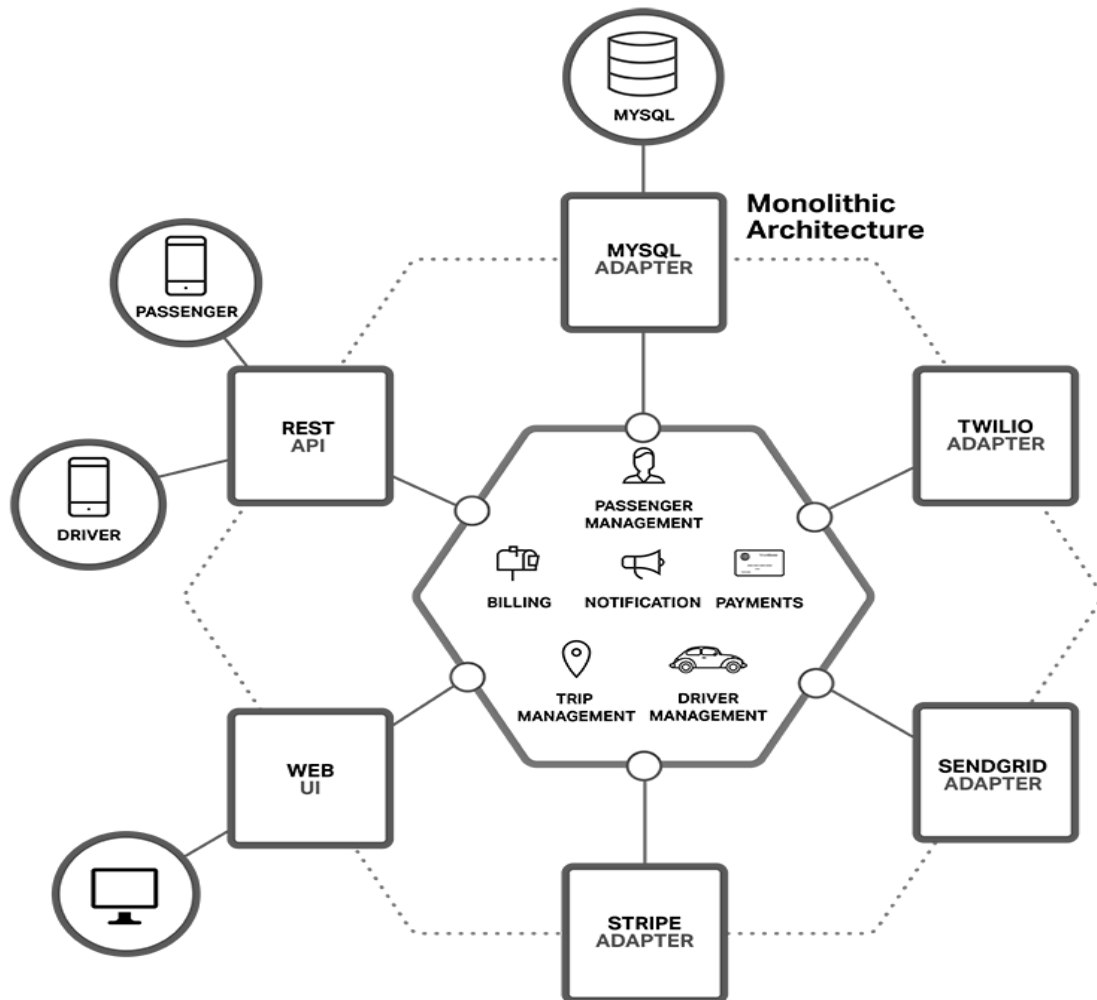 MYSQL
Monolithic
Architecture
MYSQL
ADAPTER
PASSENGER
REST
API
TWILIO
ADAPTER
DRIVER
PASSENGER
MANAGEMENT
BILLING
NOTIFICATION
PAYMENTS
TRIP
MANAGEMENT
DRIVER
MANAGEMENT
WEB
UI
SENDGRID
ADAPTER
STRIPE
ADAPTER